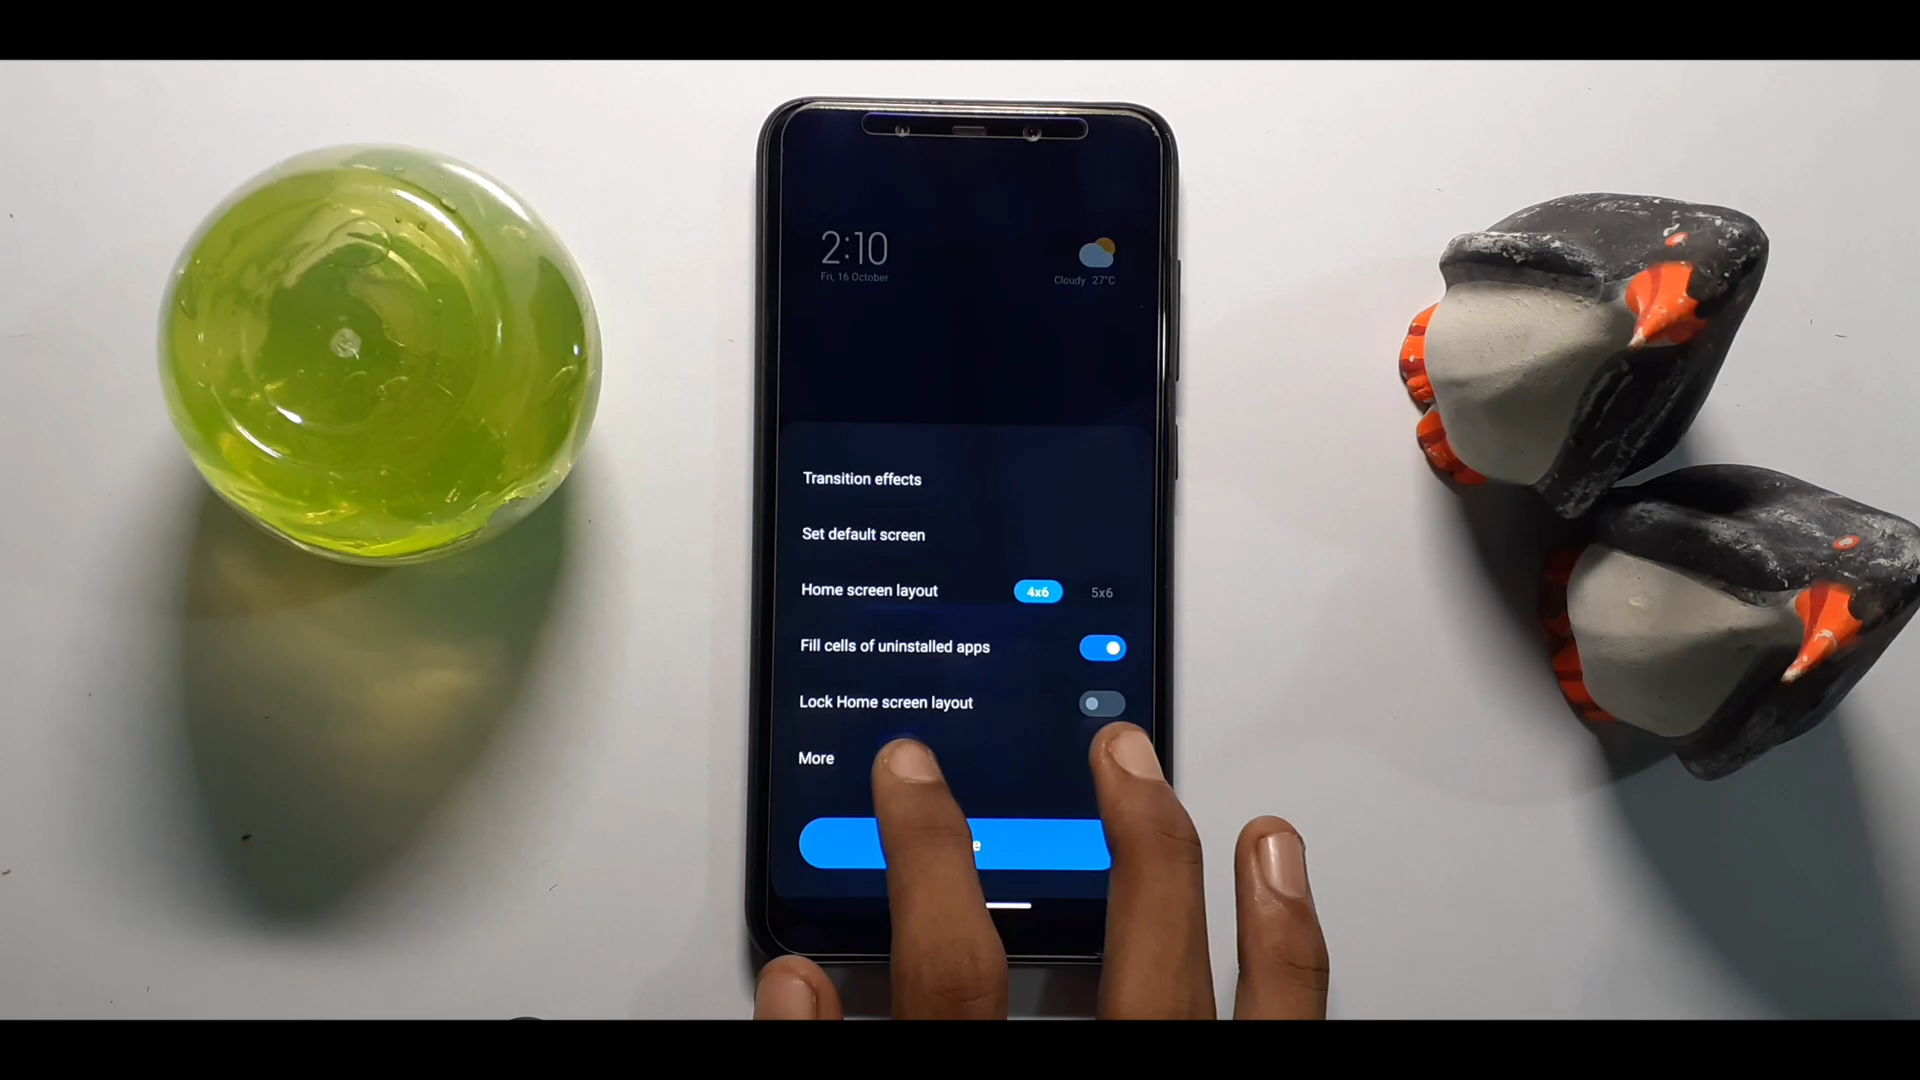 2:10
Fri, 16 October
Cloudy 27°C
Transition effects
Set default screen
Home screen layout 4x6 5x6
Fill cells of uninstalled apps
Lock Home screen layout
More